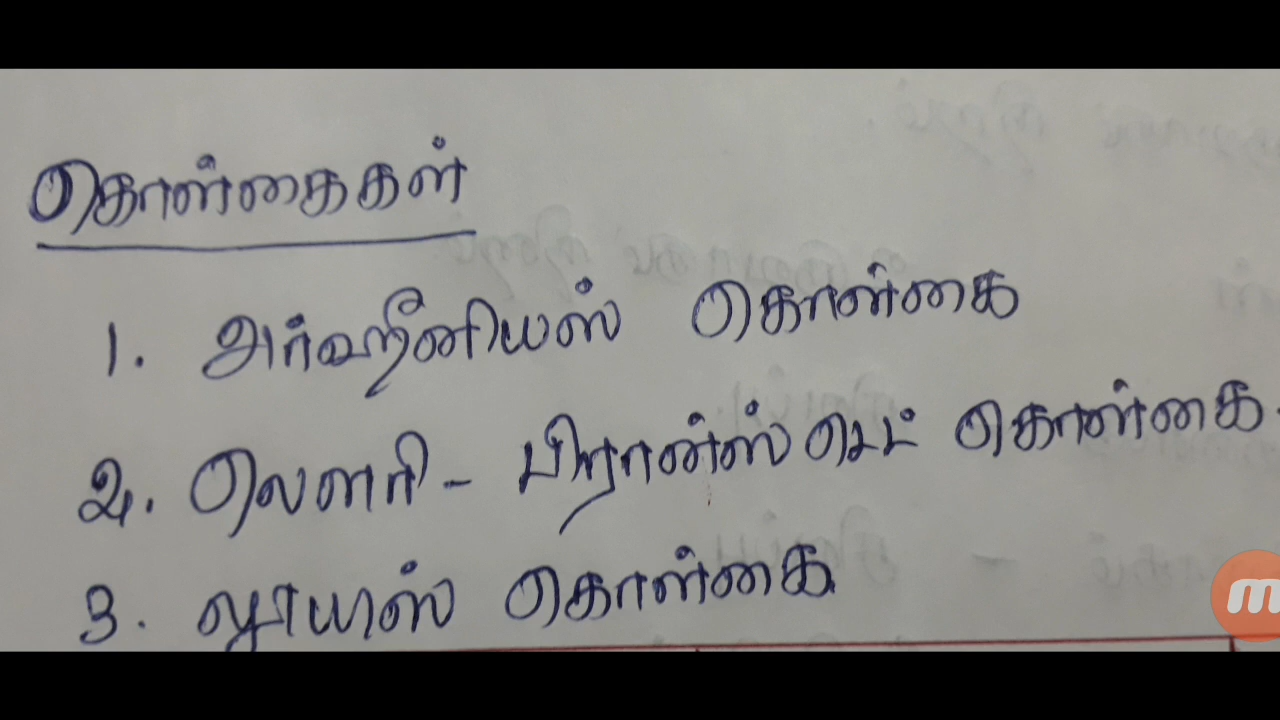 கொள்கைகள்
1. அர்ஹீனியஸ் கொள்கை
2. லௌரி - பிரான்ஸ்டெட் கொள்கை.
3. லூயிஸ் கொள்கை